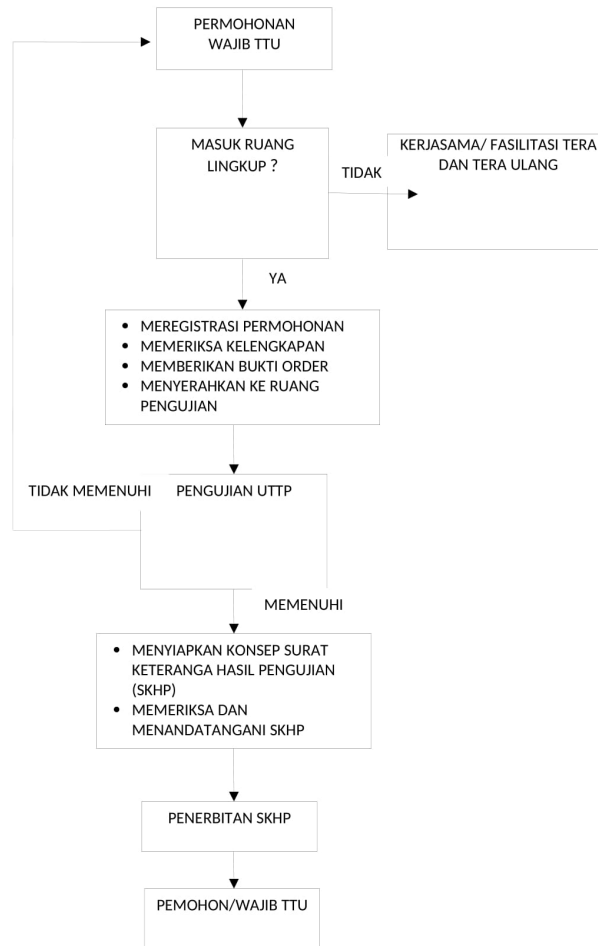 PERMOHONAN
WAJIB TTU
MASUK RUANG
LINGKUP ?
TIDAK
KERJASAMA/ FASILITASI TERA
DAN TERA ULANG
YA
• MEREGISTRASI PERMOHONAN
• MEMERIKSA KELENGKAPAN
• MEMBERIKAN BUKTI ORDER
• MENYERAHKAN KE RUANG
PENGUJIAN
TIDAK MEMENUHI
PENGUJIAN UTTP
MEMENUHI
• MENYIAPKAN KONSEP SURAT
KETERANGA HASIL PENGUJIAN
(SKHP)
• MEMERIKSA DAN
MENANDATANGNI SKHP
PENERBITAN SKHP
PEMOHON/WAJIB TTU